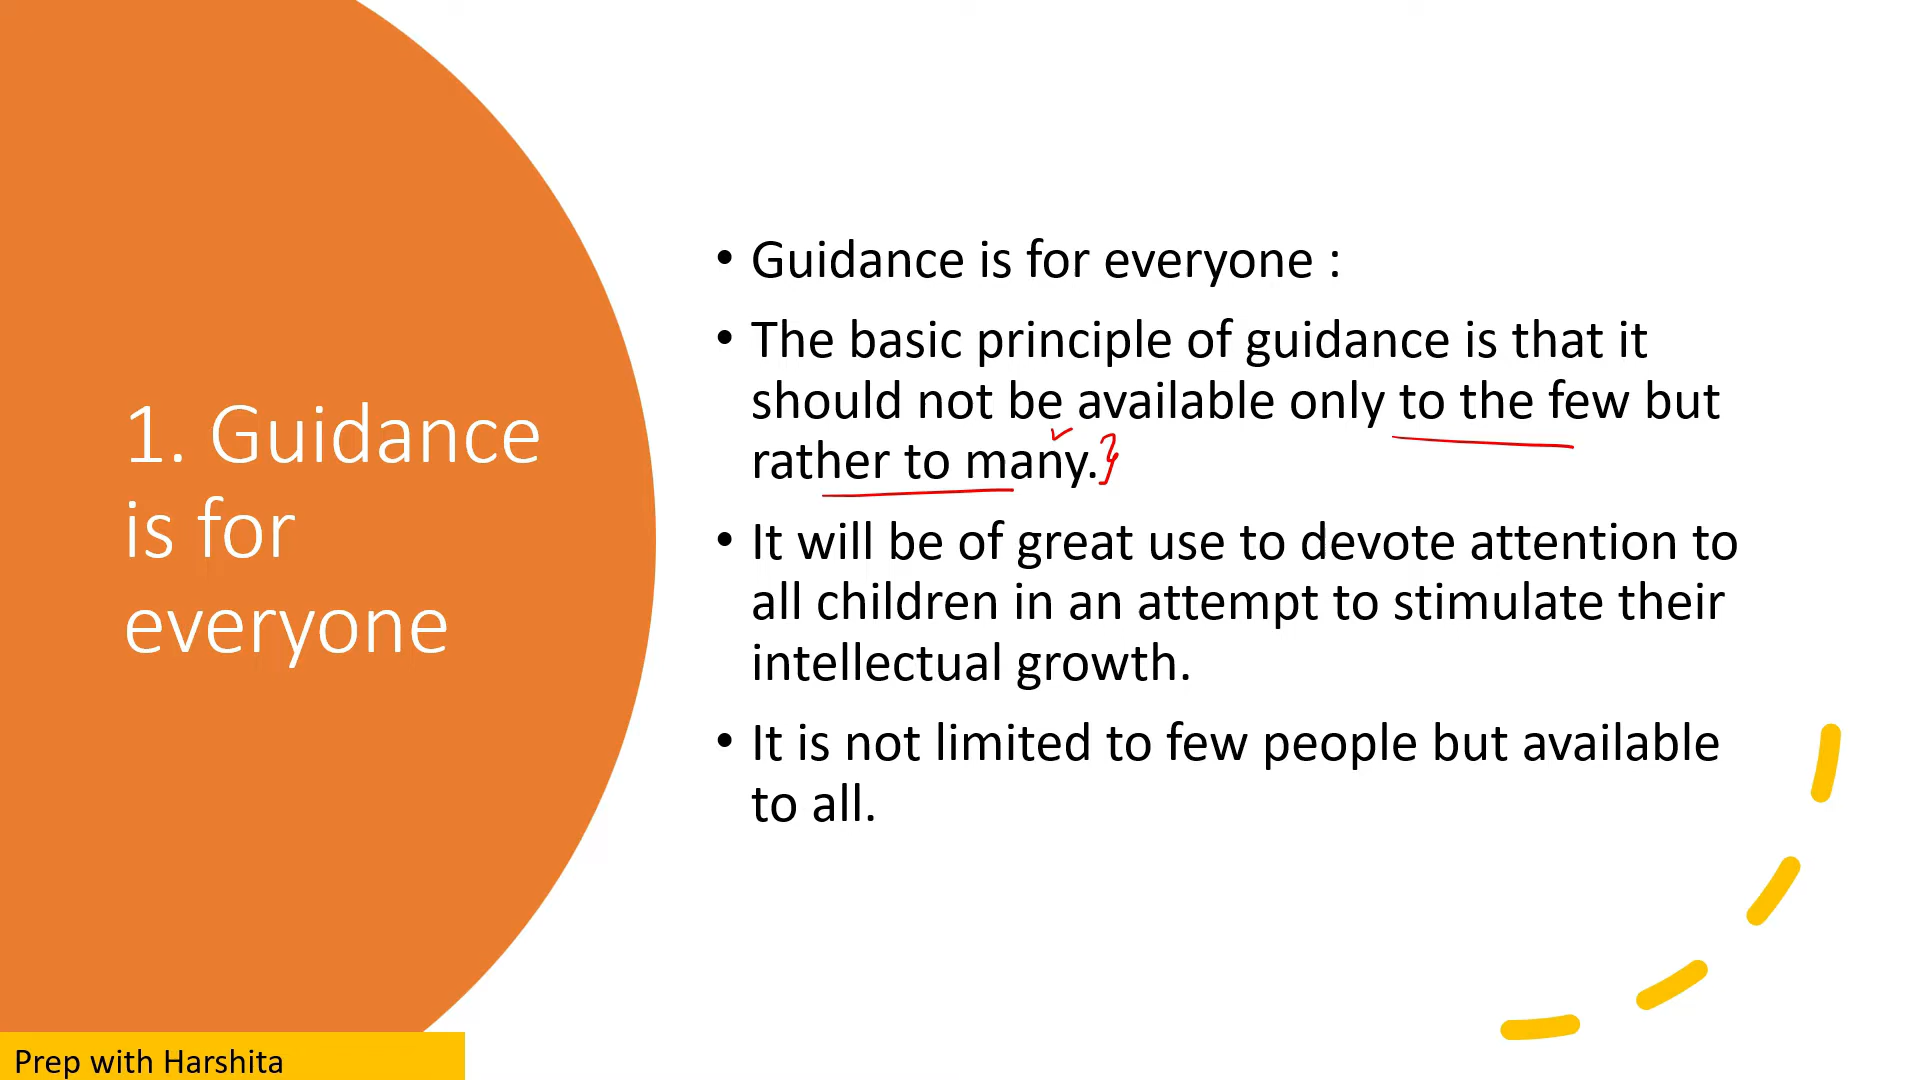 1. Guidance
is for
everyone
• Guidance is for everyone :
• The basic principle of guidance is that it
should not be available only to the few but
rather to many.
• It will be of great use to devote attention to
all children in an attempt to stimulate their
intellectual growth.
• It is not limited to few people but available
to all.
Prep with Harshita